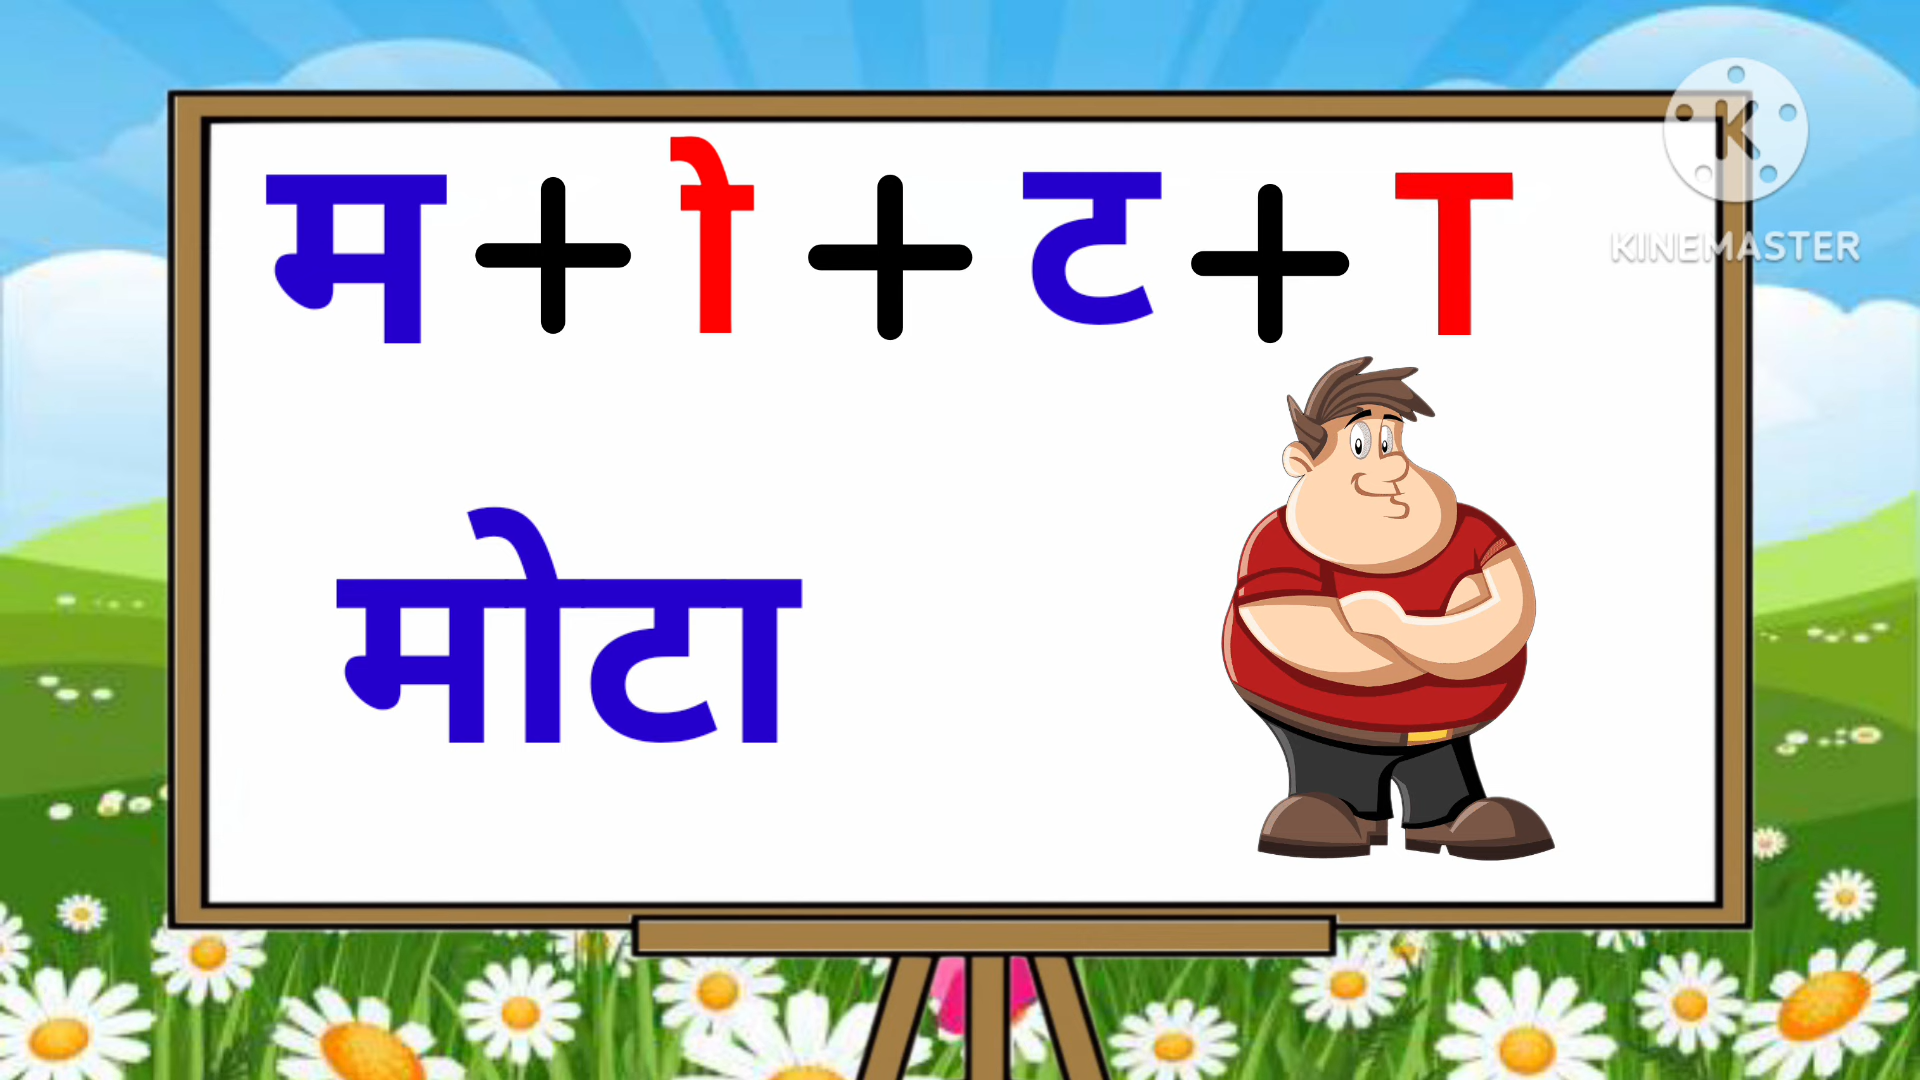 म + ो + ट + ा
KINEMASTER
मोटा